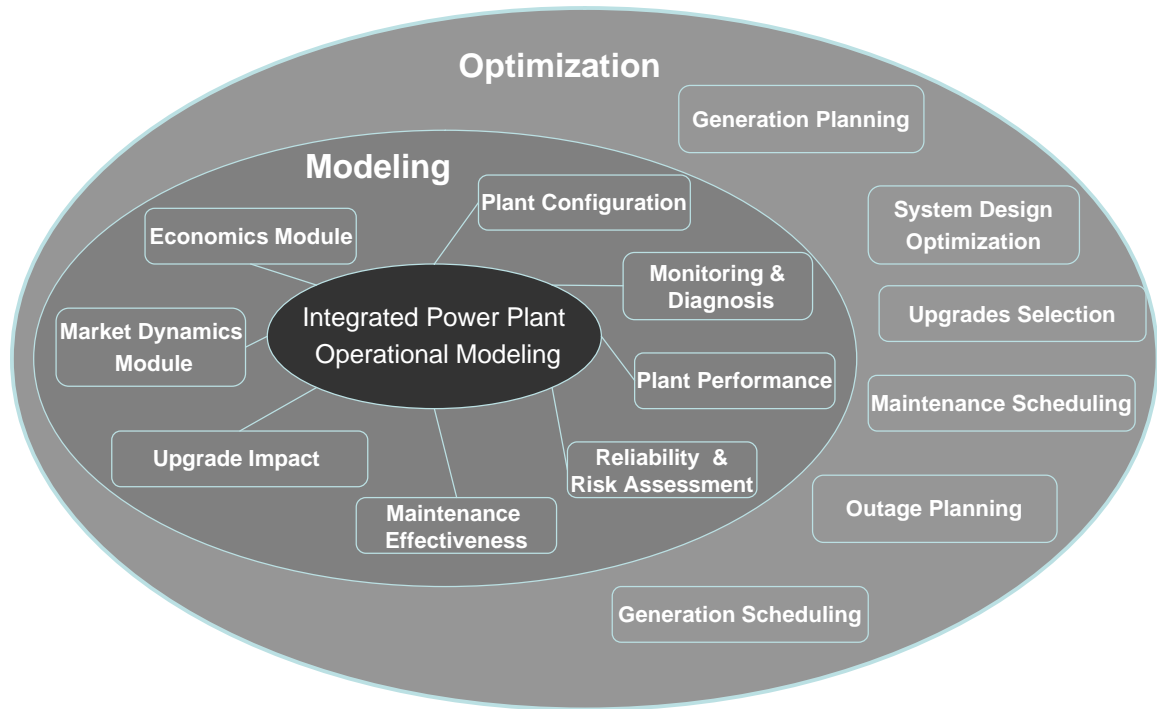 Optimization
Generation Planning
Modeling
Plant Configuration
System Design
Optimization
Economics Module
Monitoring &
Diagnosis
Upgrades Selection
Integrated Power Plant
Operational Modeling
Market Dynamics
Module
Plant Performance
Maintenance Scheduling
Upgrade Impact
Reliability &
Risk Assessment
Outage Planning
Maintenance
Effectiveness
Generation Scheduling